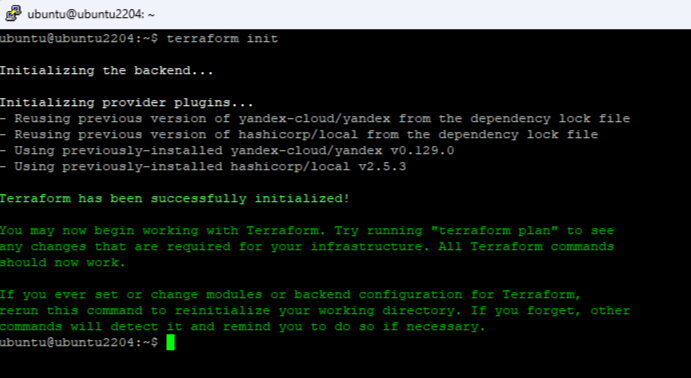 ubuntu@ubuntu2204: ~
ubuntu@ubuntu2204:~$ terraform init
Initializing the backend...
Initializing provider plugins...
- Reusing previous version of yandex-cloud/yandex from the dependency lock file
- Reusing previous version of hashicorp/local from the dependency lock file
- Using previously-installed yandex-cloud/yandex v0.129.0
- Using previously-installed hashicorp/local v2.5.3
Terraform has been successfully initialized!
You may now begin working with Terraform. Try running "terraform plan" to see
any changes that are required for your infrastructure. All Terraform commands
should now work.
If you ever set or change modules or backend configuration for Terraform,
rerun this command to reinitialize your working directory. If you forget, other
commands will detect it and remind you to do so if necessary.
ubuntu@ubuntu2204:~$